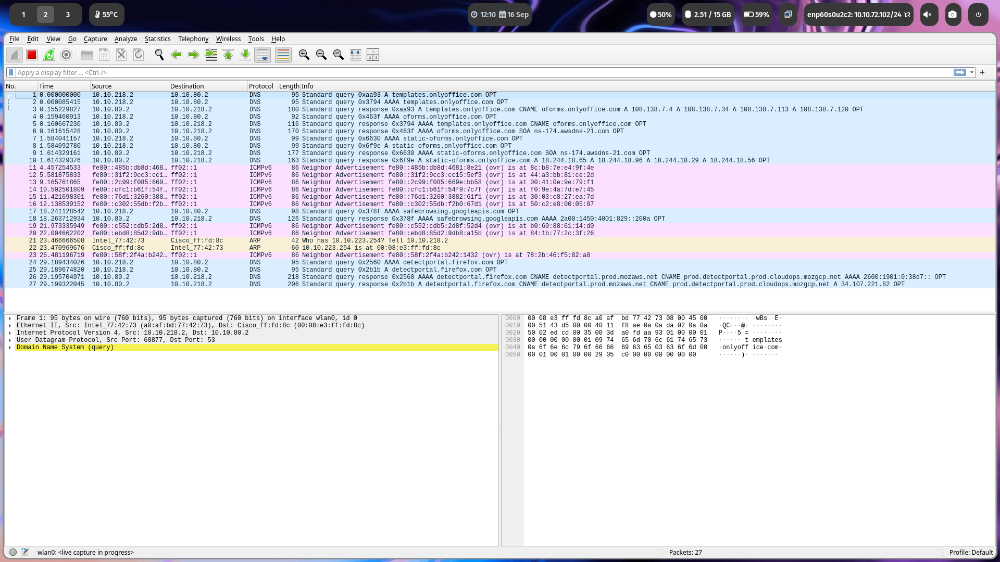 1 2 3 55°C 12:10 16 Sep 50% 2.51 / 15 GB 59% enp60s0u2c2: 10.10.72.102/24
File Edit View Go Capture Analyze Statistics Telephony Wireless Tools Help
Apply a display filter ... <Ctrl-/>
No. Time Source Destination Protocol Length Info
1 0.000000000 10.10.218.2 10.10.80.2 DNS 95 Standard query 0xaa93 A templates.onlyoffice.com OPT
2 0.000085415 10.10.218.2 10.10.80.2 DNS 95 Standard query 0x3794 AAAA templates.onlyoffice.com OPT
3 0.155229827 10.10.80.2 10.10.218.2 DNS 180 Standard query response 0xaa93 A templates.onlyoffice.com CNAME oforms.onlyoffice.com A 108.138.7.4 A 108.138.7.34 A 108.138.7.113 A 108.138.7.120 OPT
4 0.159460913 10.10.218.2 10.10.80.2 DNS 92 Standard query 0x463f AAAA oforms.onlyoffice.com OPT
5 0.160667230 10.10.80.2 10.10.218.2 DNS 116 Standard query response 0x3794 AAAA templates.onlyoffice.com CNAME oforms.onlyoffice.com OPT
6 0.161615428 10.10.80.2 10.10.218.2 DNS 170 Standard query response 0x463f AAAA oforms.onlyoffice.com SOA ns-174.awsdns-21.com OPT
7 1.584041157 10.10.218.2 10.10.80.2 DNS 99 Standard query 0x6630 AAAA static-oforms.onlyoffice.com OPT
8 1.584092780 10.10.218.2 10.10.80.2 DNS 99 Standard query 0x6f9e A static-oforms.onlyoffice.com OPT
9 1.614329161 10.10.80.2 10.10.218.2 DNS 177 Standard query response 0x6630 AAAA static-oforms.onlyoffice.com SOA ns-174.awsdns-21.com OPT
10 1.614329376 10.10.80.2 10.10.218.2 DNS 163 Standard query response 0x6f9e A static-oforms.onlyoffice.com A 18.244.18.65 A 18.244.18.96 A 18.244.18.29 A 18.244.18.56 OPT
11 4.457254533 fe80::485b:db8d:468… ff02::1 ICMPv6 86 Neighbor Advertisement fe80::485b:db8d:4681:8e21 (ovr) is at 8c:b8:7e:e4:9f:4e
12 5.581875833 fe80::31f2:9cc3:cc1… ff02::1 ICMPv6 86 Neighbor Advertisement fe80::31f2:9cc3:cc15:5ef3 (ovr) is at 44:a3:bb:81:ce:2d
13 9.165761865 fe80::2c99:f085:669… ff02::1 ICMPv6 86 Neighbor Advertisement fe80::2c99:f085:669e:bb58 (ovr) is at 00:41:0e:9e:79:f1
14 10.502501809 fe80::cfc1:b61f:54f… ff02::1 ICMPv6 86 Neighbor Advertisement fe80::cfc1:b61f:54f9:7c7f (ovr) is at f0:9e:4a:7d:e7:45
15 11.421698301 fe80::76d1:3260:388… ff02::1 ICMPv6 86 Neighbor Advertisement fe80::76d1:3260:3882:61f1 (ovr) is at 30:03:c8:27:ea:7d
16 12.138539152 fe80::c302:55db:f2b… ff02::1 ICMPv6 86 Neighbor Advertisement fe80::c302:55db:f2b0:67d1 (ovr) is at 50:c2:e8:00:05:07
17 18.241128542 10.10.218.2 10.10.80.2 DNS 98 Standard query 0x378f AAAA safebrowsing.googleapis.com OPT
18 18.263712934 10.10.80.2 10.10.218.2 DNS 126 Standard query response 0x378f AAAA safebrowsing.googleapis.com AAAA 2a00:1450:4001:829::200a OPT
19 21.973335949 fe80::c552:cdb5:2d8… ff02::1 ICMPv6 86 Neighbor Advertisement fe80::c552:cdb5:2d8f:52d4 (ovr) is at b0:60:88:61:14:d0
20 22.004662202 fe80::ebd8:85d2:9db… ff02::1 ICMPv6 86 Neighbor Advertisement fe80::ebd8:85d2:9db8:a15b (ovr) is at 84:1b:77:2c:3f:26
21 23.466666508 Intel_77:42:73 Cisco_ff:fd:8c ARP 42 Who has 10.10.223.254? Tell 10.10.218.2
22 23.470969676 Cisco_ff:fd:8c Intel_77:42:73 ARP 60 10.10.223.254 is at 00:08:e3:ff:fd:8c
23 26.481196719 fe80::58f:2f4a:b242… ff02::1 ICMPv6 86 Neighbor Advertisement fe80::58f:2f4a:b242:1432 (ovr) is at 78:2b:46:f5:82:a0
24 29.189434026 10.10.218.2 10.10.80.2 DNS 95 Standard query 0x2560 AAAA detectportal.firefox.com OPT
25 29.189674820 10.10.218.2 10.10.80.2 DNS 95 Standard query 0x2b1b A detectportal.firefox.com OPT
26 29.195704971 10.10.80.2 10.10.218.2 DNS 218 Standard query response 0x2560 AAAA detectportal.firefox.com CNAME detectportal.prod.mozaws.net CNAME prod.detectportal.prod.cloudops.mozgcp.net AAAA 2600:1901:0:38d7:: OPT
27 29.199322045 10.10.80.2 10.10.218.2 DNS 206 Standard query response 0x2b1b A detectportal.firefox.com CNAME detectportal.prod.mozaws.net CNAME prod.detectportal.prod.cloudops.mozgcp.net A 34.107.221.82 OPT
Frame 1: 95 bytes on wire (760 bits), 95 bytes captured (760 bits) on interface wlan0, id 0
Ethernet II, Src: Intel_77:42:73 (a0:af:bd:77:42:73), Dst: Cisco_ff:fd:8c (00:08:e3:ff:fd:8c)
Internet Protocol Version 4, Src: 10.10.218.2, Dst: 10.10.80.2
User Datagram Protocol, Src Port: 60877, Dst Port: 53
Domain Name System (query)
0000 00 08 e3 ff fd 8c a0 af bd 77 42 73 08 00 45 00 ········ ·wBs··E·
0010 00 51 43 d5 00 00 40 11 f8 ae 0a 0a da 02 0a 0a ·QC···@· ········
0020 50 02 ed cd 00 35 00 3d a0 fd aa 93 01 00 00 01 P····5·= ········
0030 00 00 00 00 00 01 09 74 65 6d 70 6c 61 74 65 73 ·······t emplates
0040 0a 6f 6e 6c 79 6f 66 66 69 63 65 03 63 6f 6d 00 ·onlyoff ice·com·
0050 00 01 00 01 00 00 29 05 c0 00 00 00 00 00 00 ······)· ·······
wlan0: <live capture in progress> Packets: 27 Profile: Default